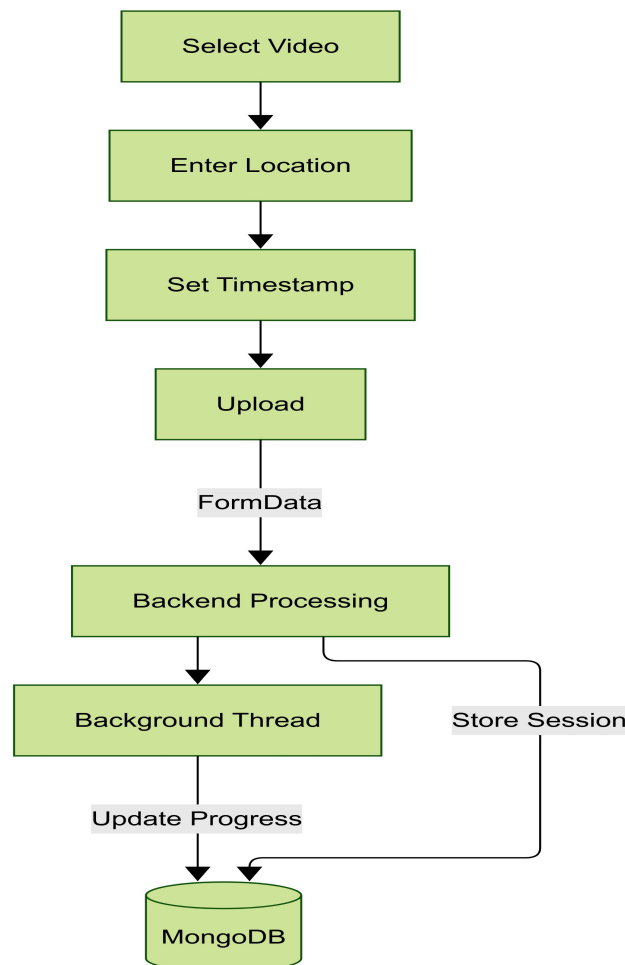 Select Video
Enter Location
Set Timestamp
Upload
FormData
Backend Processing
Background Thread
Store Session
Update Progress
MongoDB